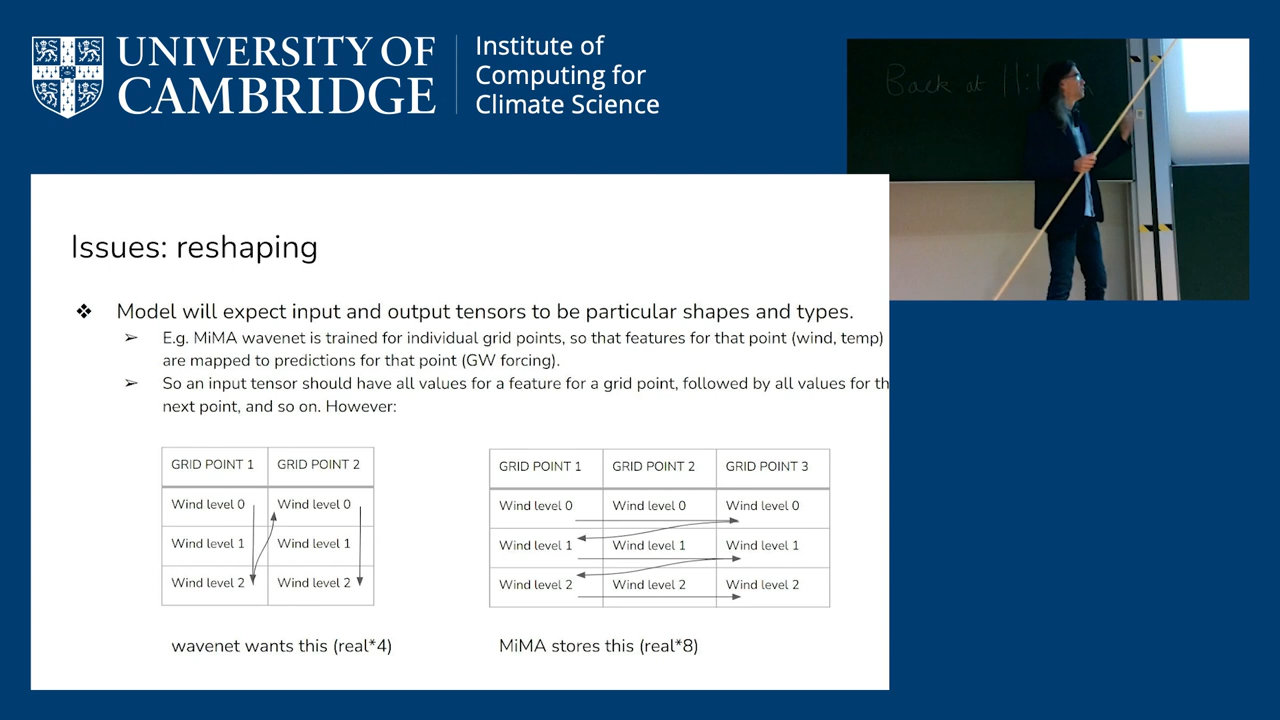 UNIVERSITY OF
CAMBRIDGE
Institute of
Computing for
Climate Science
Back at
Issues: reshaping
❖ Model will expect input and output tensors to be particular shapes and types.
➢ E.g. MiMA wavenet is trained for individual grid points, so that features for that point (wind, temp)
are mapped to predictions for that point (GW forcing).
➢ So an input tensor should have all values for a feature for a grid point, followed by all values for th
next point, and so on. However:
GRID POINT 1 GRID POINT 2
Wind level 0 Wind level 0
Wind level 1 Wind level 1
Wind level 2 Wind level 2
wavenet wants this (real*4)
GRID POINT 1 GRID POINT 2 GRID POINT 3
Wind level 0 Wind level 0 Wind level 0
Wind level 1 Wind level 1 Wind level 1
Wind level 2 Wind level 2 Wind level 2
MiMA stores this (real*8)